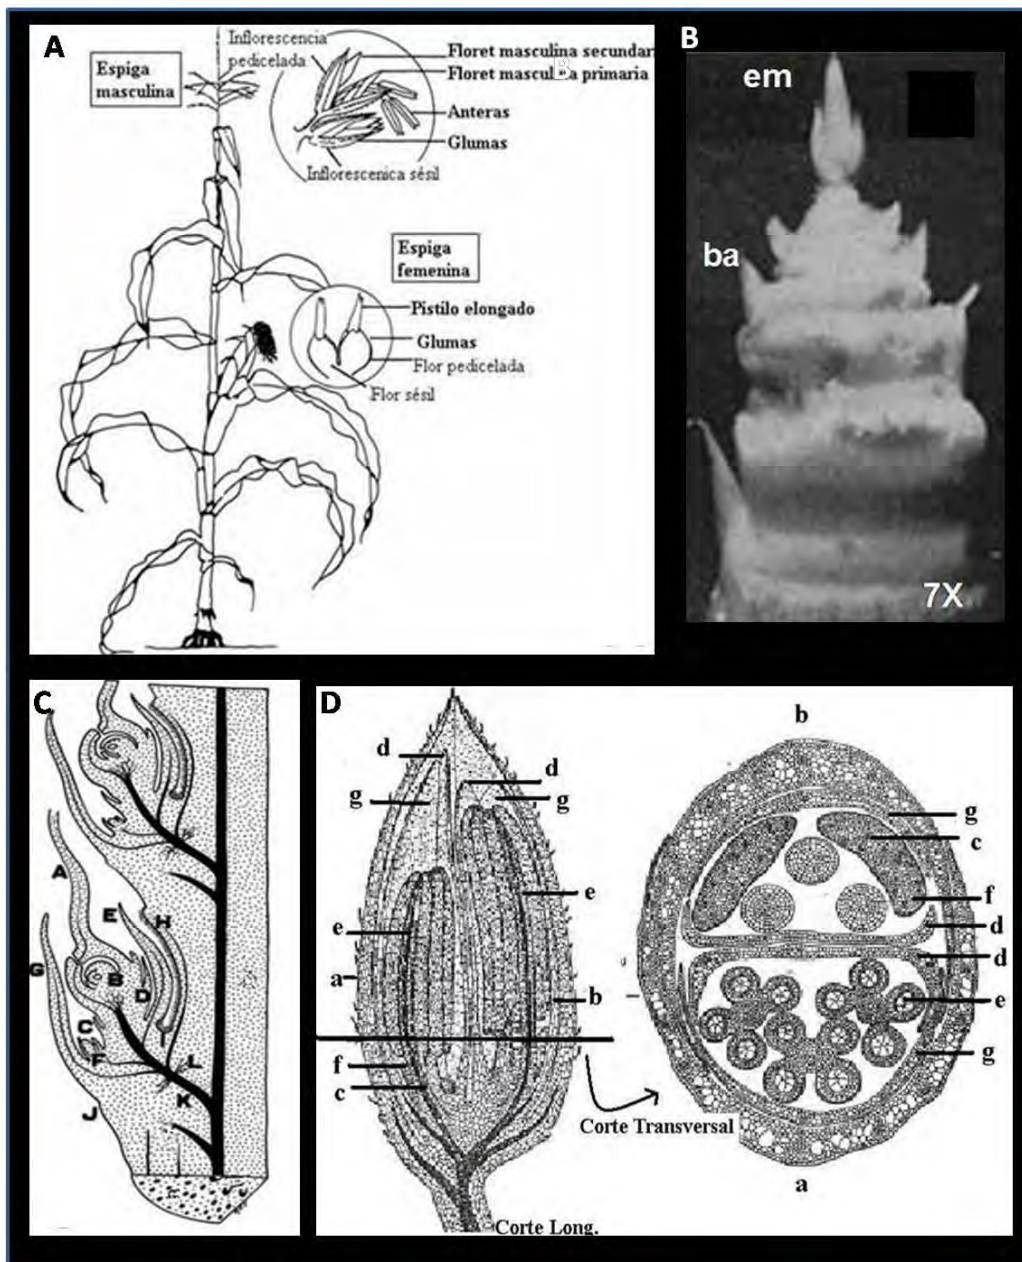 A
Espiga
masculina
Inflorescencia
pedicelada
Floret masculina secundar
Floret masculina primaria
Anteras
Glumas
Inflorescenica sésil
Espiga
femenina
Pistilo elongado
Glumas
Flor pedicelada
Flor sésil
B
B
em
ba
7X
C
A
E
H
G
B
D
C
I
F
L
K
J
D
d
d
g
g
e
e
a
b
f
c
Corte Long.
Corte Transversal
b
g
c
f
d
d
e
g
a